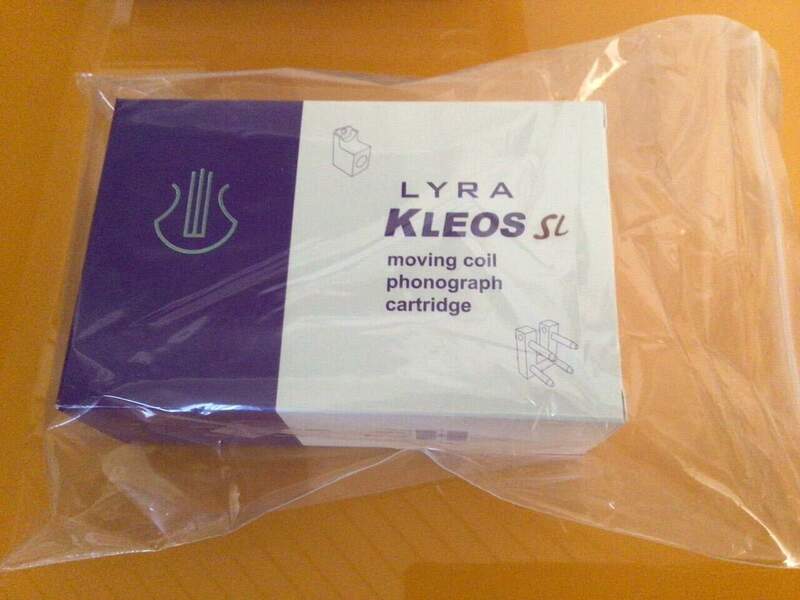 LYRA
KLEOS SL
moving coil
phonograph
cartridge